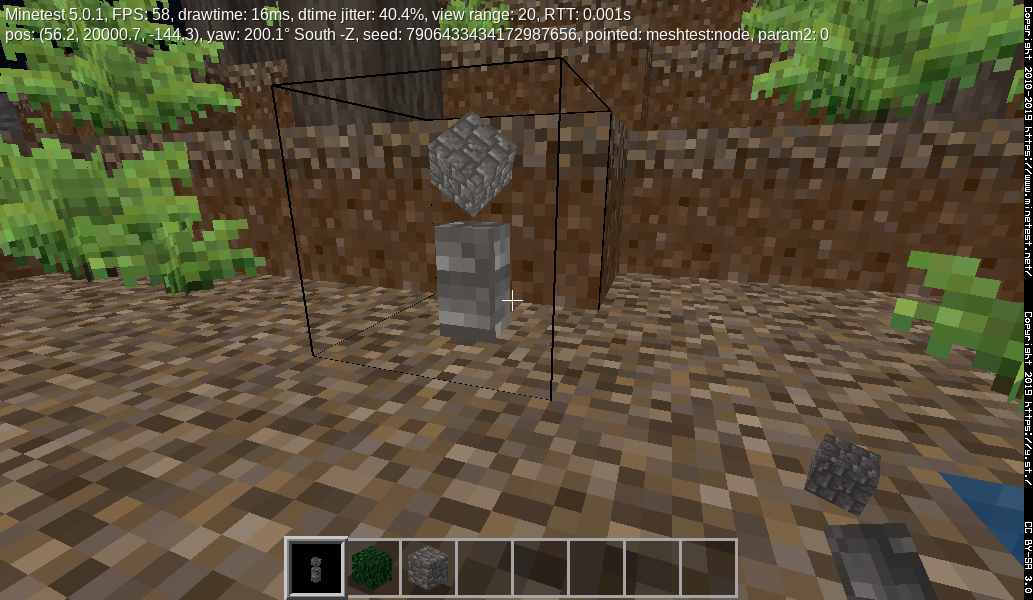 Minetest 5.0.1, FPS: 58, drawtime: 16ms, dtime jitter: 40.4%, view range: 20, RTT: 0.001s
pos: (56.2, 20000.7, -144.3), yaw: 200.1° South -Z, seed: 7906433434172987656, pointed: meshtest:node, param2: 0
Copyright 2010-2019 https://www.minetest.net/
Copyright 2019 https://y.st./
CC BY-SA 3.0